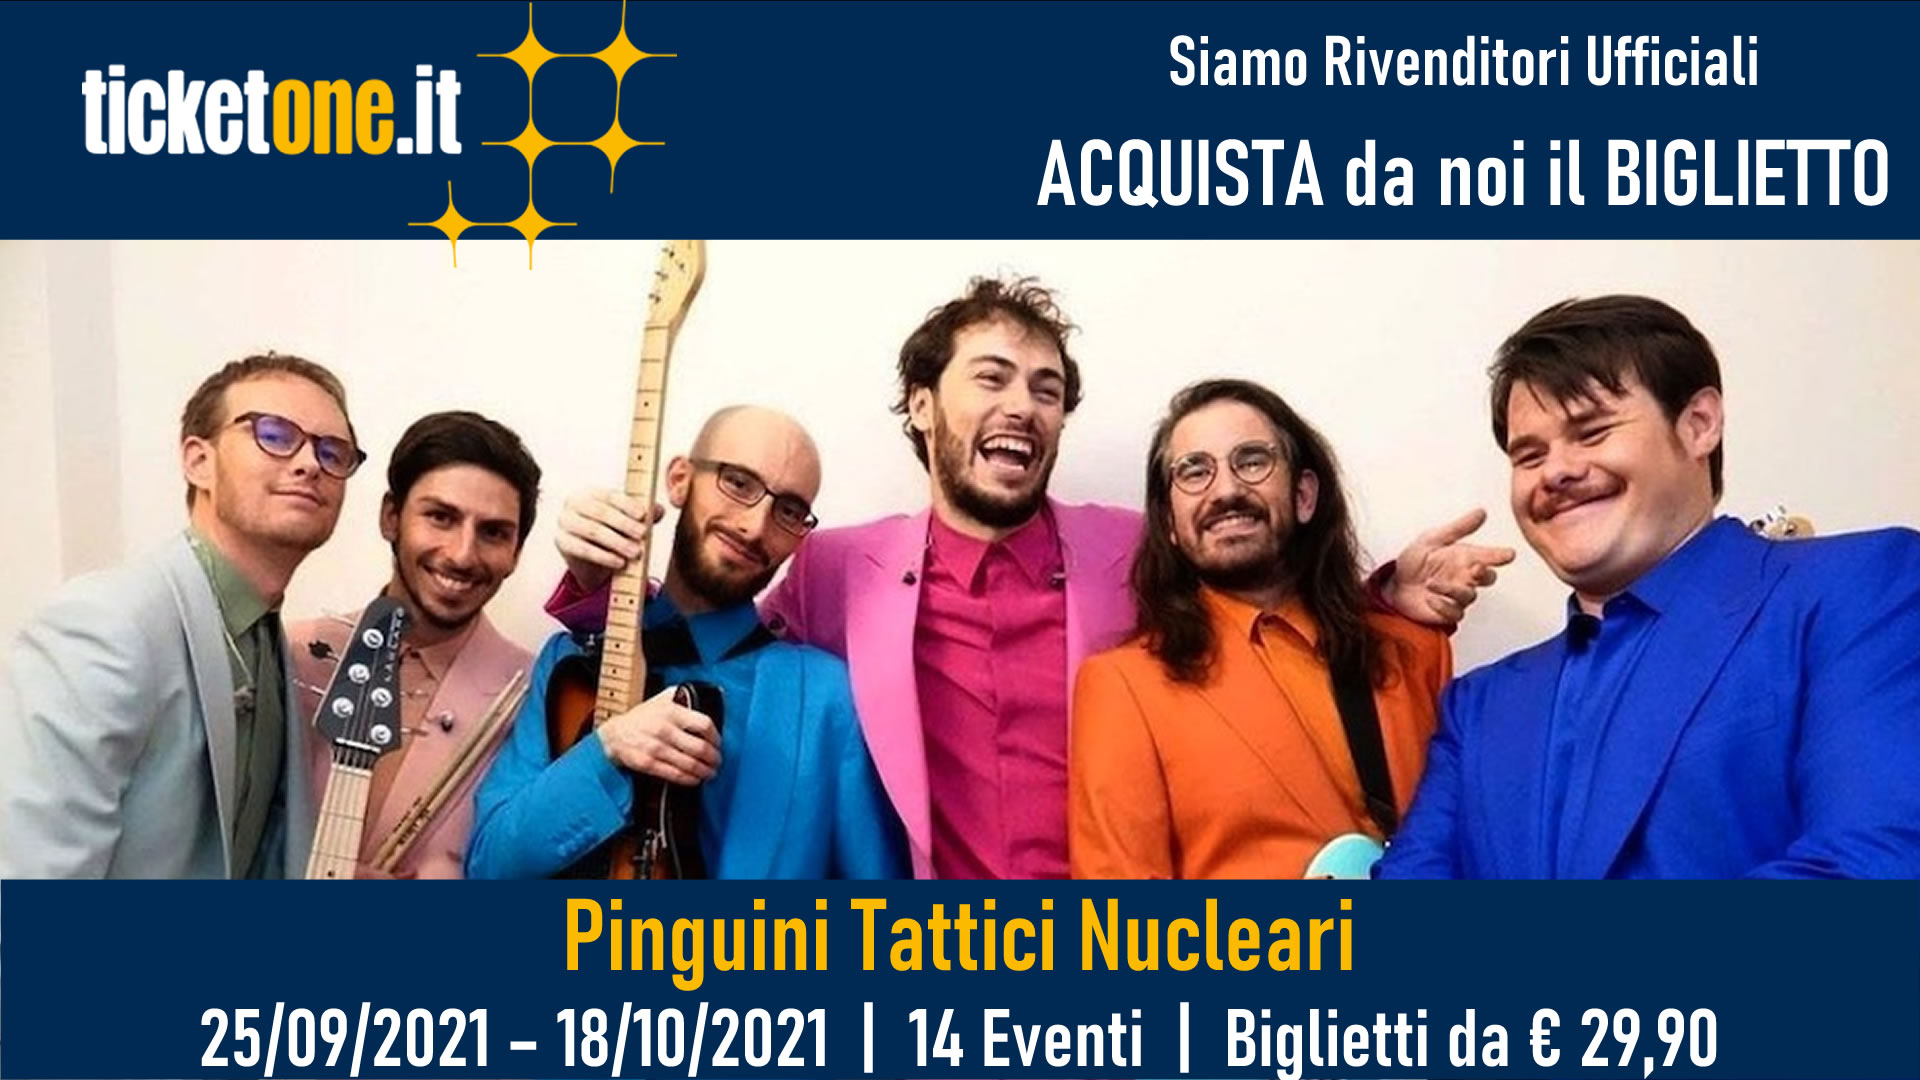 ticketone.it
Siamo Rivenditori Ufficiali
ACQUISTA da noi il BIGLIETTO
Pinguini Tattici Nucleari
25/09/2021 – 18/10/2021 | 14 Eventi | Biglietti da € 29,90